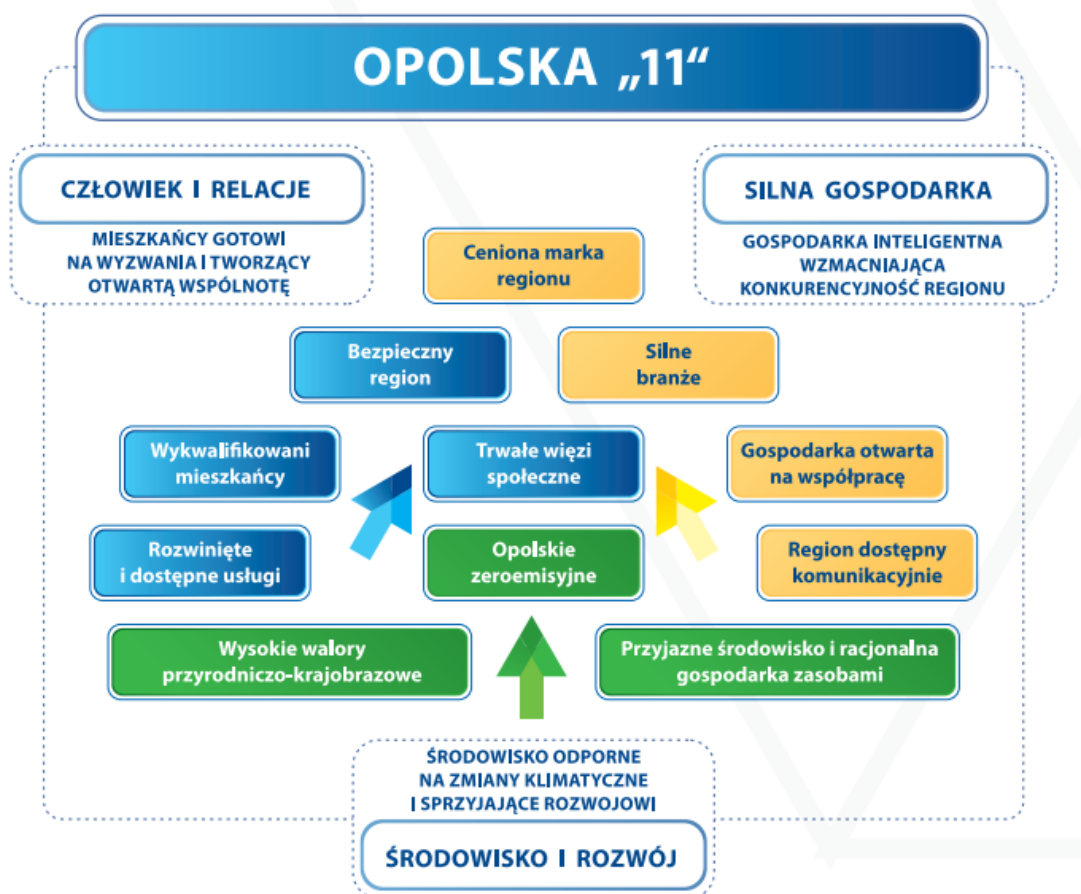 OPOLSKA „11“
CZŁOWIEK I RELACJE
MIESZKAŃCY GOTOWI
NA WYZWANIA I TWORZĄCY
OTWARTĄ WSPÓLNOTĘ
SILNA GOSPODARKA
GOSPODARKA INTELIGENTNA
WZMACNIAJĄCA
KONKURENCYJNOŚĆ REGIONU
Ceniona marka
regionu
Bezpieczny
region
Silne
branże
Wykwalifikowani
mieszkańcy
Trwałe więzi
społeczne
Gospodarka otwarta
na współpracę
Rozwinięte
i dostępne usługi
Opolskie
zeroemisyjne
Region dostępny
komunikacyjnie
Wysokie walory
przyrodniczo-krajobrazowe
Przyjazne środowisko i racjonalna
gospodarka zasobami
ŚRODOWISKO ODPORNE
NA ZMIANY KLIMATYCZNE
I SPRZYJAJĄCE ROZWOJOWI
ŚRODOWISKO I ROZWÓJ